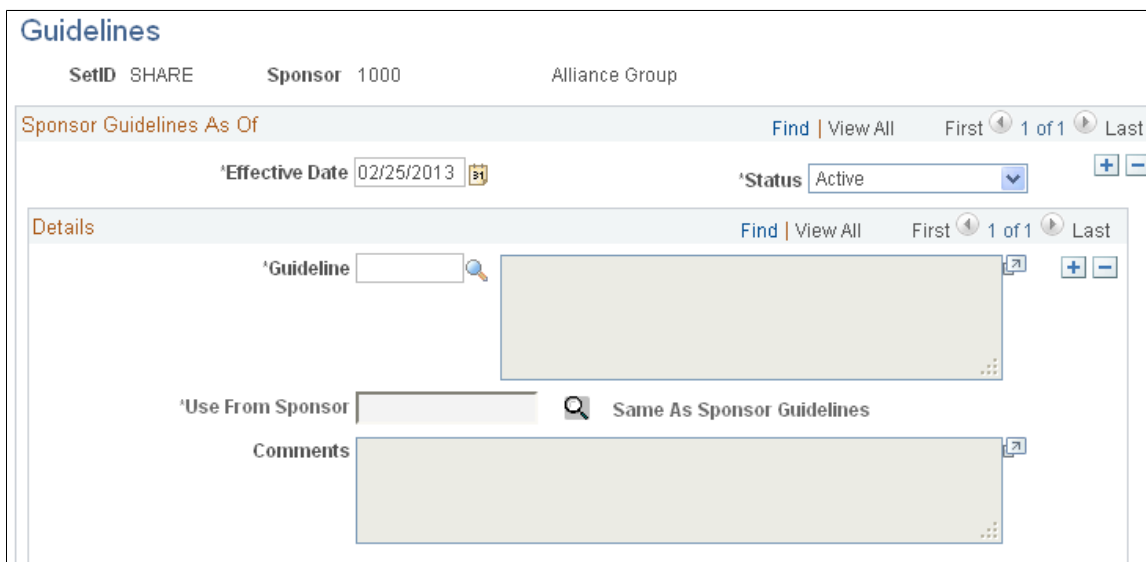 Guidelines
SetID SHARE Sponsor 1000 Alliance Group
Sponsor Guidelines As Of Find | View All First 1 of 1 Last
*Effective Date 02/25/2013 31 *Status Active
Details Find | View All First 1 of 1 Last
*Guideline
*Use From Sponsor Same As Sponsor Guidelines
Comments